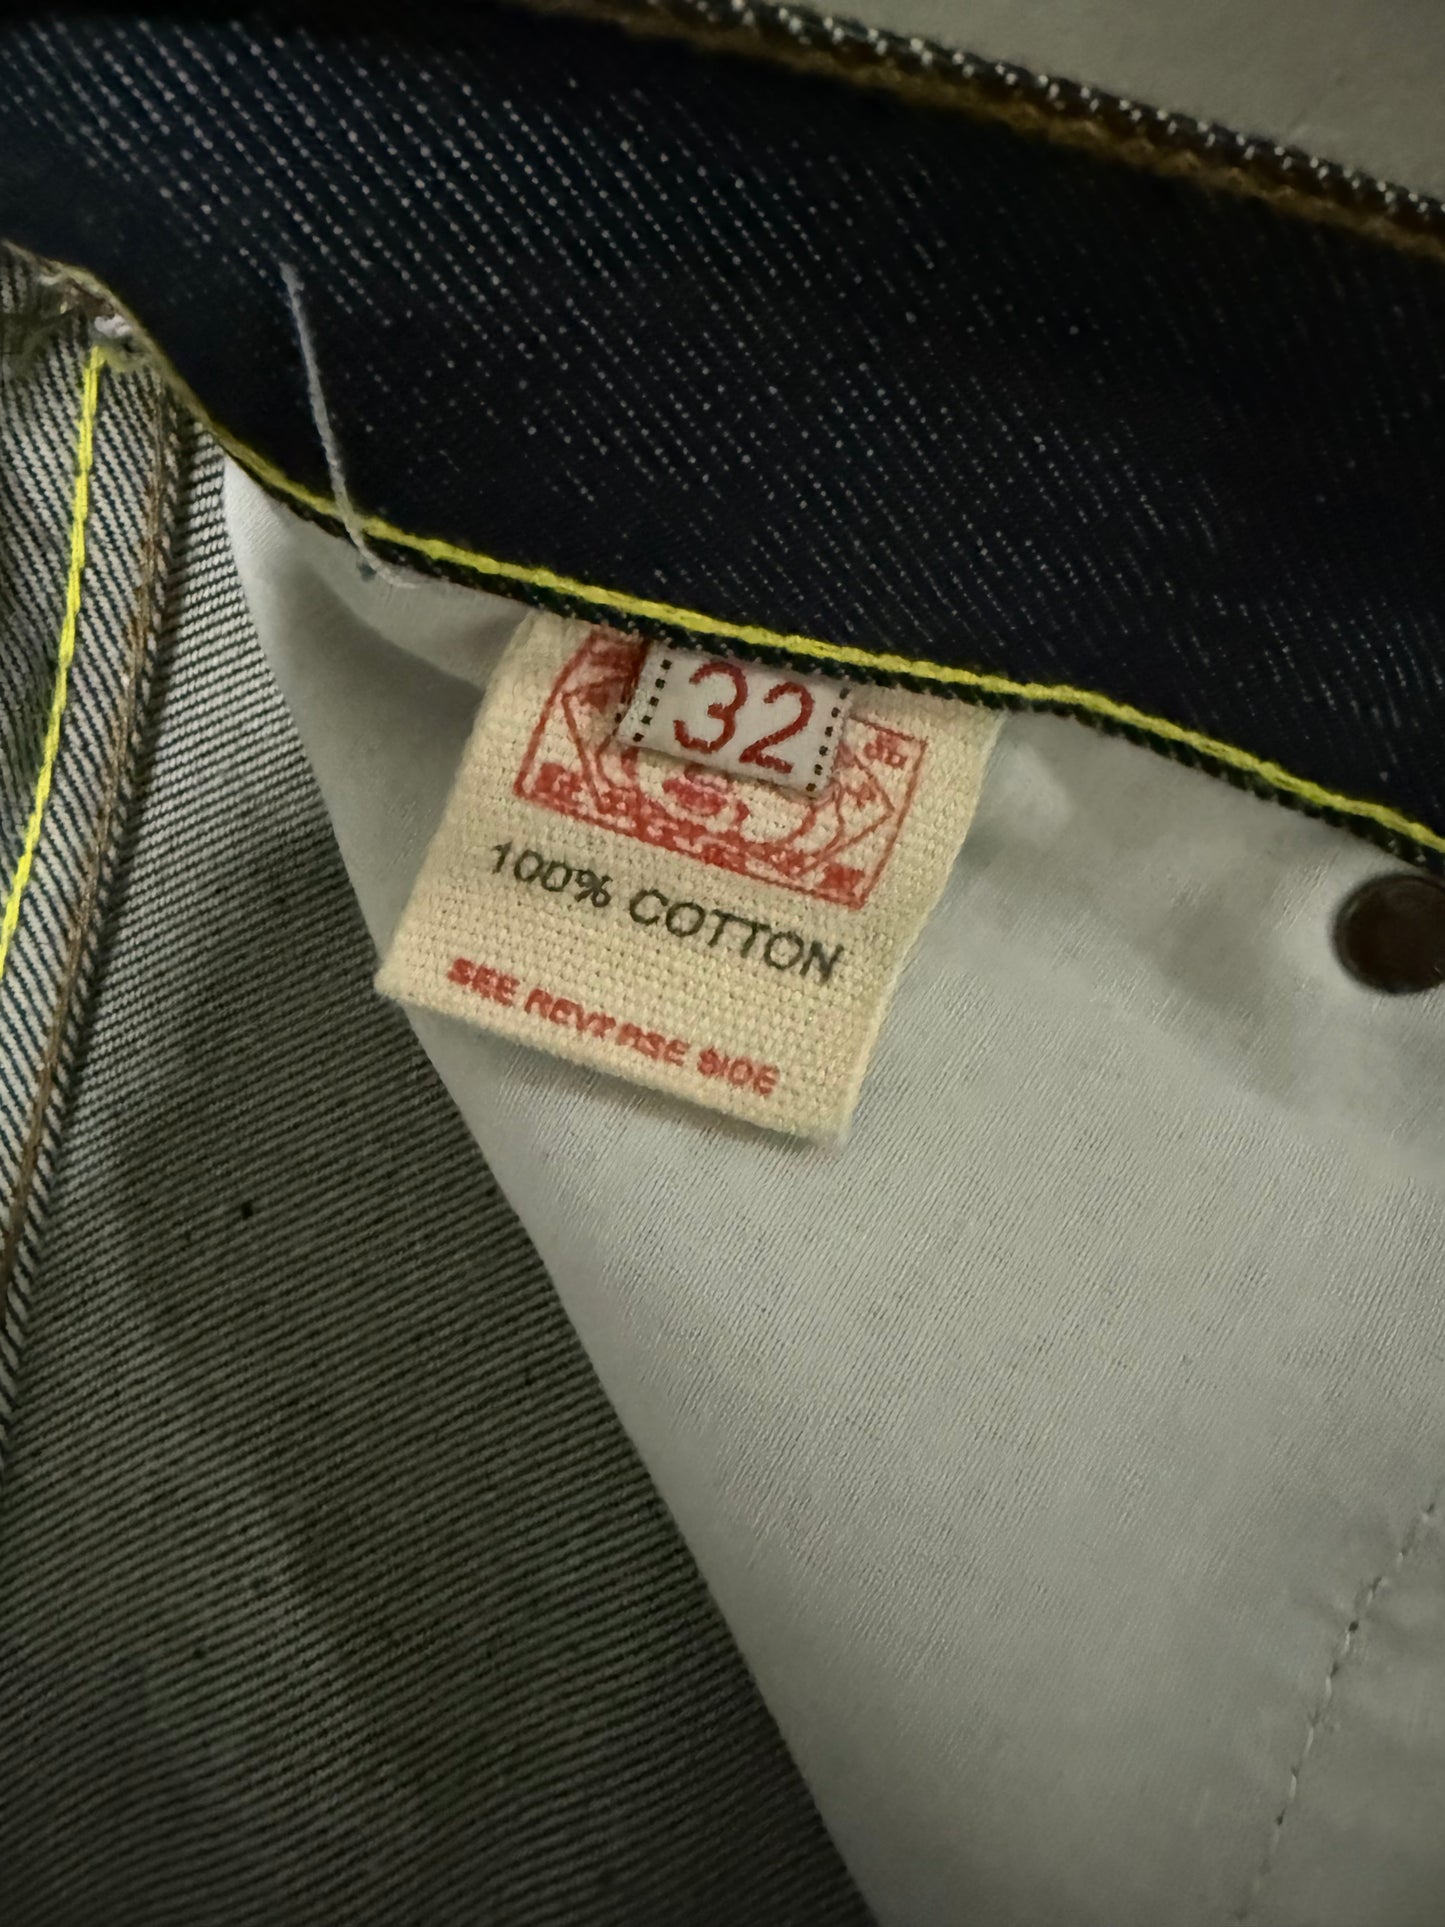 32
100% COTTON
SEE REVERSE SIDE